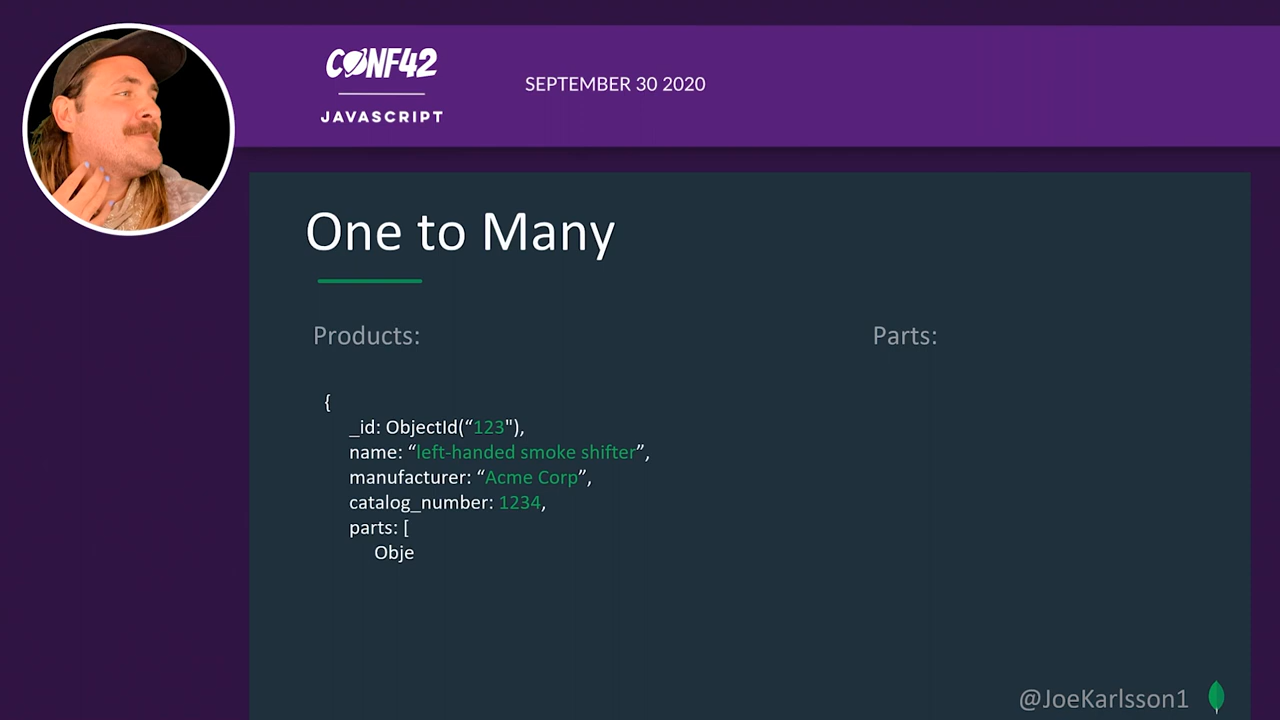 CONF42
JAVASCRIPT
SEPTEMBER 30 2020
One to Many
Products:
Parts:
{
_id: ObjectId(“123"),
name: “left-handed smoke shifter”,
manufacturer: “Acme Corp”,
catalog_number: 1234,
parts: [
Obje
@JoeKarlsson1